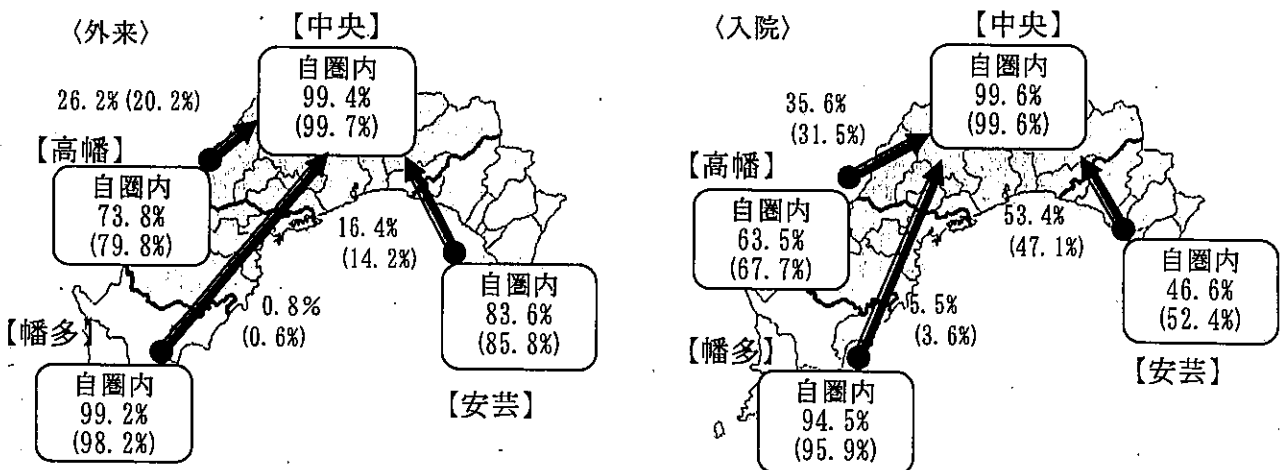 〈外来〉
【中央】
自圏内
99.4%
(99.7%)
26.2%(20.2%)
【高幡】
自圏内
73.8%
(79.8%)
16.4%
(14.2%)
0.8%
(0.6%)
自圏内
83.6%
(85.8%)
【安芸】
【幡多】
自圏内
99.2%
(98.2%)
〈入院〉
【中央】
自圏内
99.6%
(99.6%)
35.6%
(31.5%)
【高幡】
自圏内
63.5%
(67.7%)
53.4%
(47.1%)
自圏内
46.6%
(52.4%)
【安芸】
5.5%
(3.6%)
【幡多】
自圏内
94.5%
(95.9%)